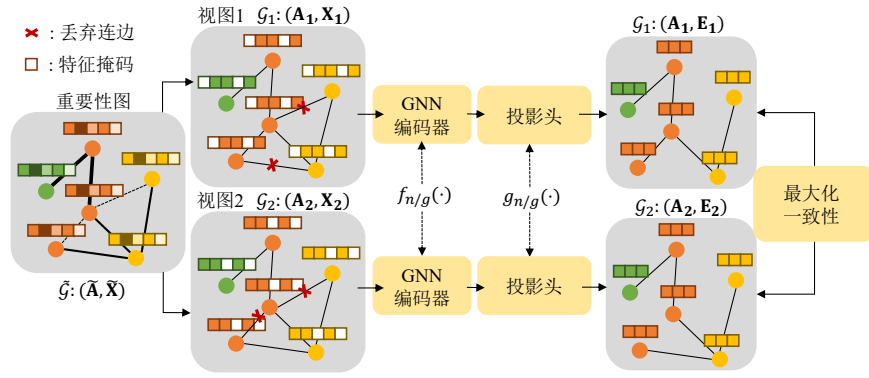 :丢弃连边
:特征掩码
重要性图
𝒢̃:(Ã, X̃)
视图1 𝒢₁:(A₁, X₁)
视图2 𝒢₂:(A₂, X₂)
GNN
编码器
投影头
f_{n/g}(·)
g_{n/g}(·)
GNN
编码器
投影头
𝒢₁:(A₁, E₁)
𝒢₂:(A₂, E₂)
最大化
一致性